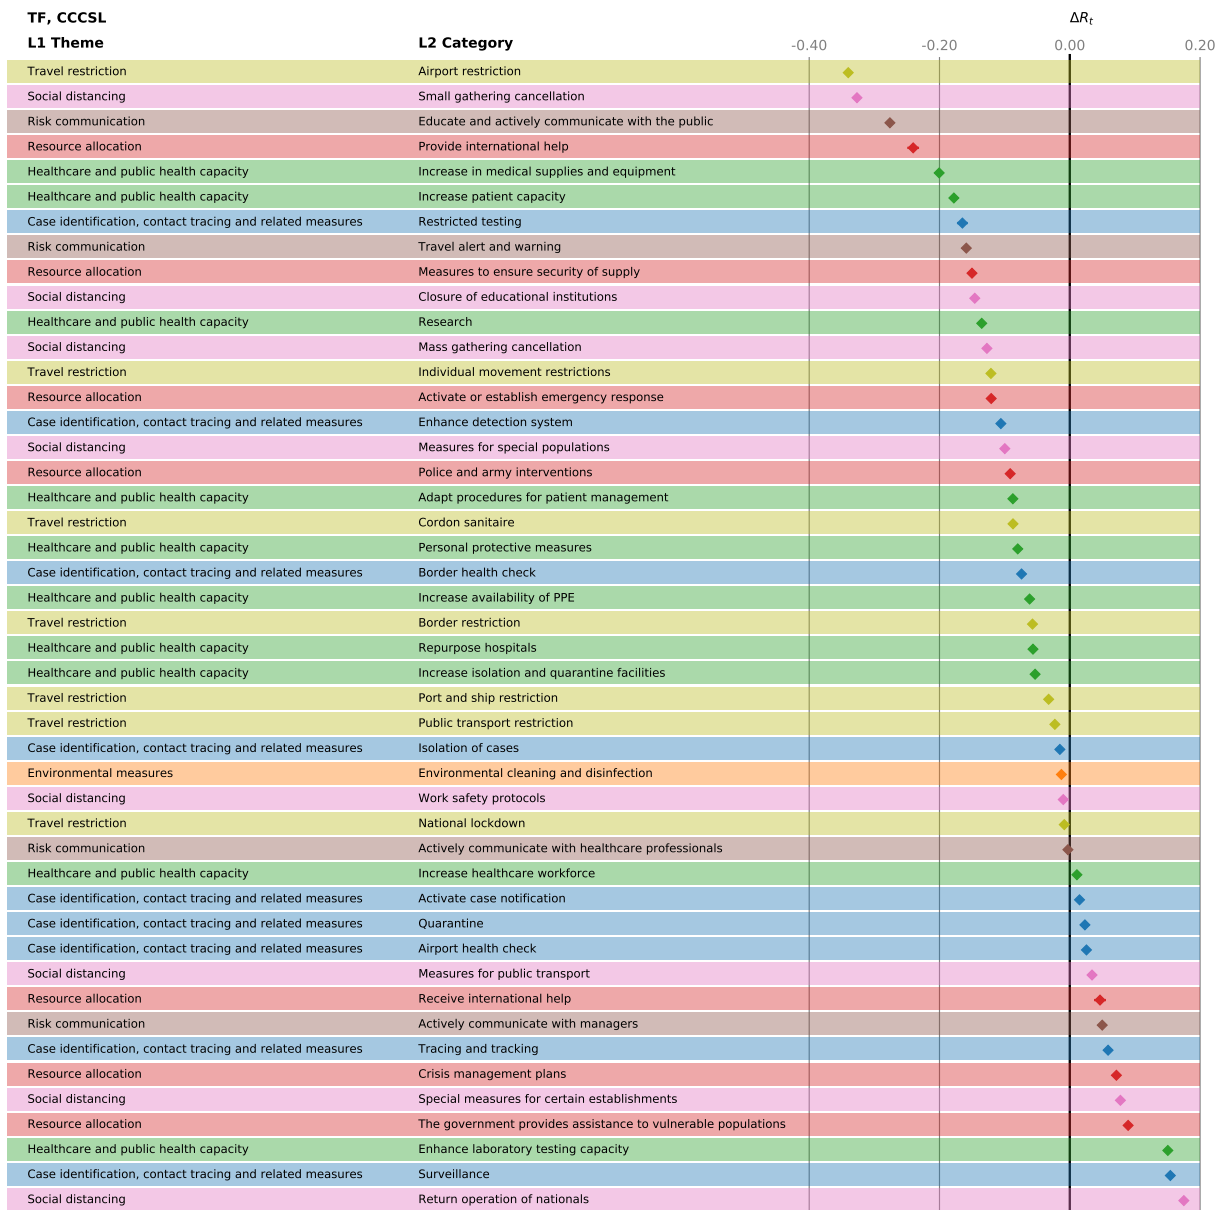 TF, CCCSL ΔRt
L1 Theme L2 Category -0.40 -0.20 0.00 0.20
Travel restriction Airport restriction
Social distancing Small gathering cancellation
Risk communication Educate and actively communicate with the public
Resource allocation Provide international help
Healthcare and public health capacity Increase in medical supplies and equipment
Healthcare and public health capacity Increase patient capacity
Case identification, contact tracing and related measures Restricted testing
Risk communication Travel alert and warning
Resource allocation Measures to ensure security of supply
Social distancing Closure of educational institutions
Healthcare and public health capacity Research
Social distancing Mass gathering cancellation
Travel restriction Individual movement restrictions
Resource allocation Activate or establish emergency response
Case identification, contact tracing and related measures Enhance detection system
Social distancing Measures for special populations
Resource allocation Police and army interventions
Healthcare and public health capacity Adapt procedures for patient management
Travel restriction Cordon sanitaire
Healthcare and public health capacity Personal protective measures
Case identification, contact tracing and related measures Border health check
Healthcare and public health capacity Increase availability of PPE
Travel restriction Border restriction
Healthcare and public health capacity Repurpose hospitals
Healthcare and public health capacity Increase isolation and quarantine facilities
Travel restriction Port and ship restriction
Travel restriction Public transport restriction
Case identification, contact tracing and related measures Isolation of cases
Environmental measures Environmental cleaning and disinfection
Social distancing Work safety protocols
Travel restriction National lockdown
Risk communication Actively communicate with healthcare professionals
Healthcare and public health capacity Increase healthcare workforce
Case identification, contact tracing and related measures Activate case notification
Case identification, contact tracing and related measures Quarantine
Case identification, contact tracing and related measures Airport health check
Social distancing Measures for public transport
Resource allocation Receive international help
Risk communication Actively communicate with managers
Case identification, contact tracing and related measures Tracing and tracking
Resource allocation Crisis management plans
Social distancing Special measures for certain establishments
Resource allocation The government provides assistance to vulnerable populations
Healthcare and public health capacity Enhance laboratory testing capacity
Case identification, contact tracing and related measures Surveillance
Social distancing Return operation of nationals